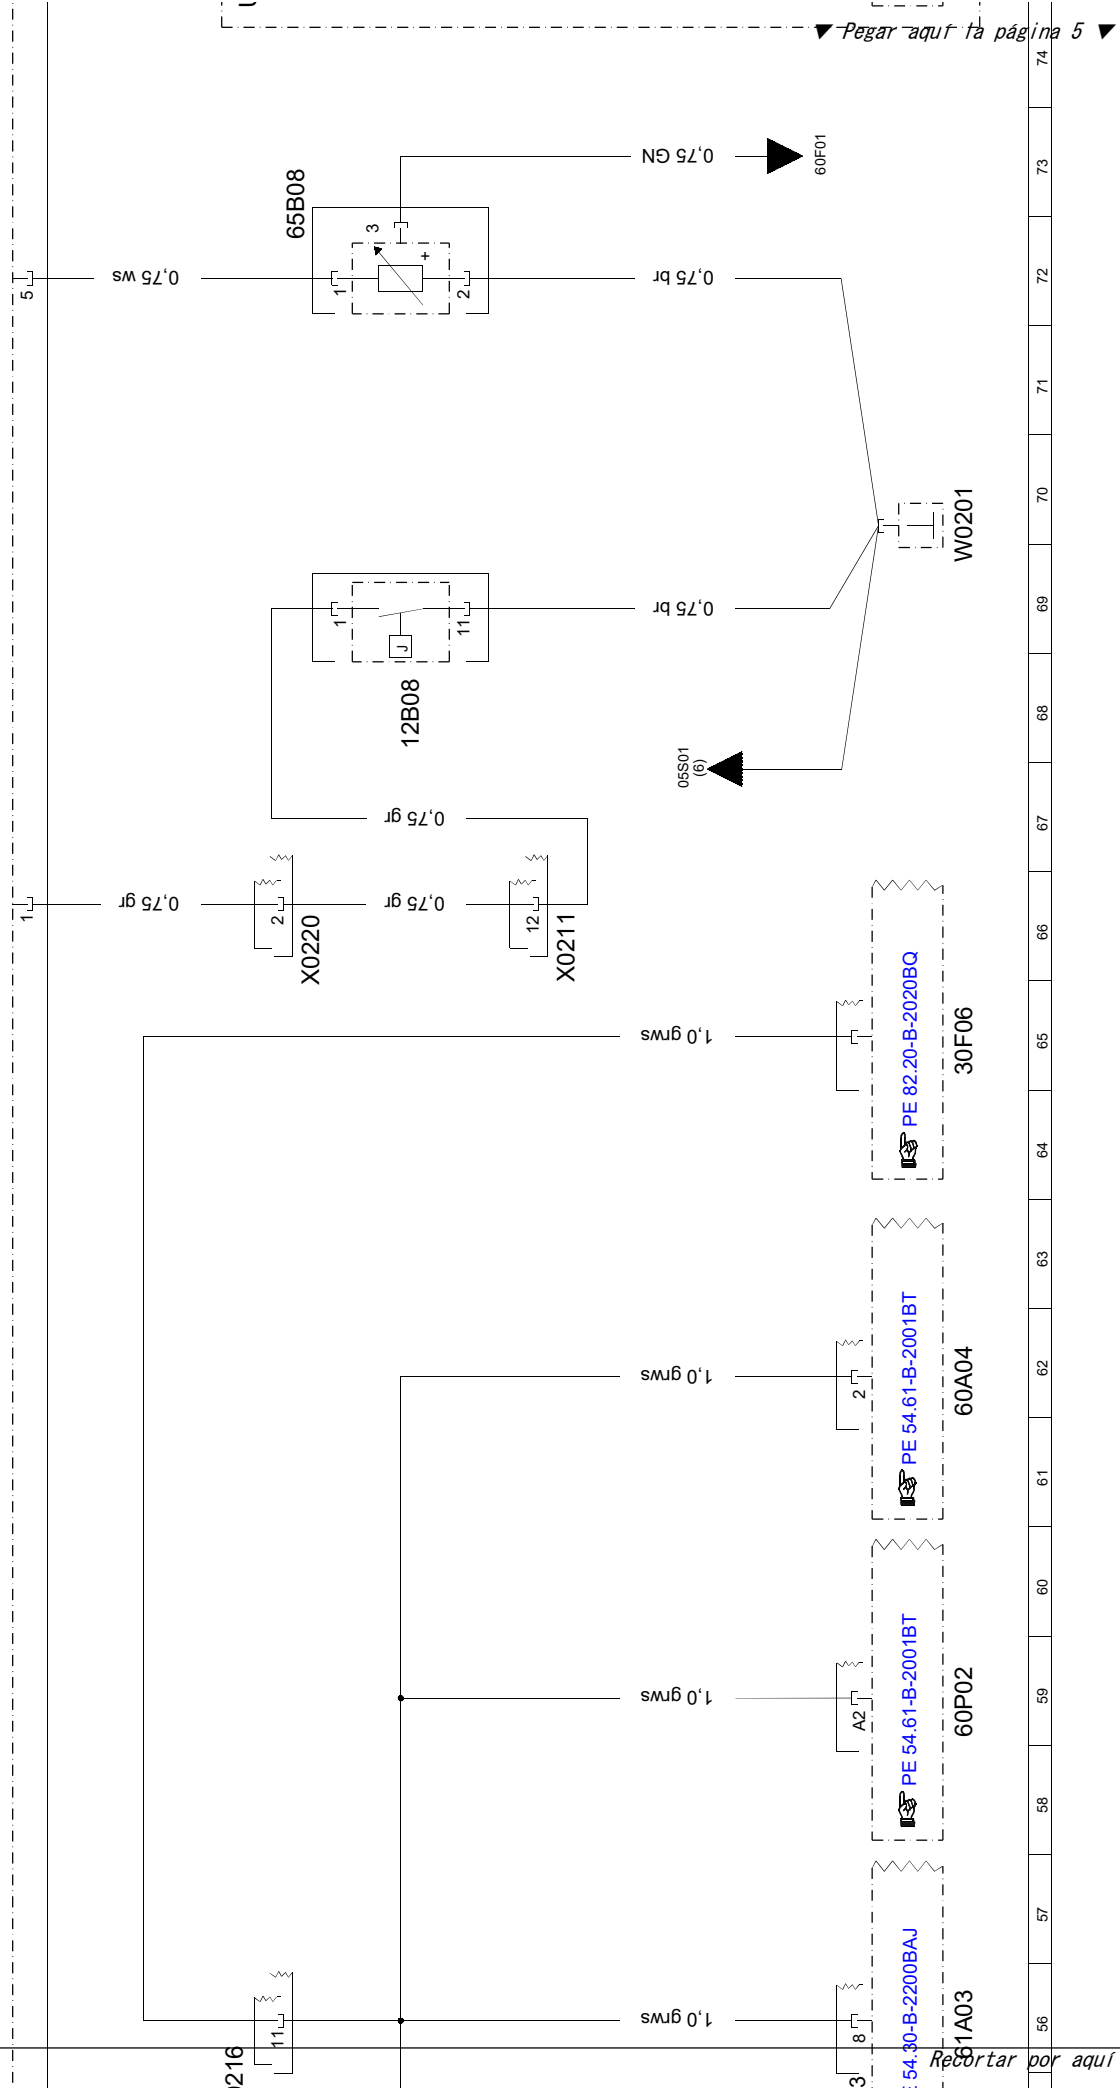 ▼ Pegar aquí la página 5 ▼
74
73
72
71
70
69
68
67
66
65
64
63
62
61
60
59
58
57
56
0,75 GN
60F01
65B08
3
+
1
2
5
0,75 ws
0,75 br
W0201
12B08
J
1
11
0,75 br
05S01
(6)
0,75 gr
1
0,75 gr
2
X0220
0,75 gr
12
X0211
1,0 grws
PE 82.20-B-2020BQ
30F06
1,0 grws
2
PE 54.61-B-2001BT
60A04
1,0 grws
A2
PE 54.61-B-2001BT
60P02
11
0216
1,0 grws
8
3
54.30-B-2200BAJ
61A03
Recortar por aquí